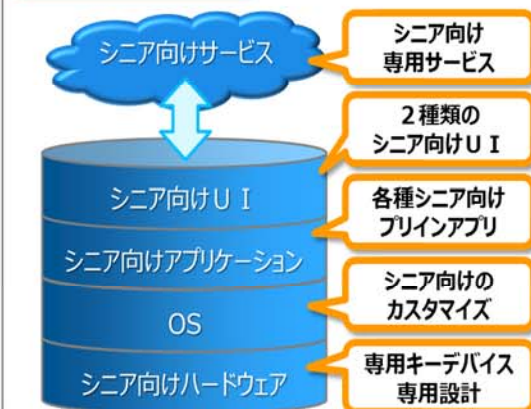 シニア向けサービス
シニア向け
専用サービス
2種類の
シニア向けＵＩ
シニア向けＵＩ
各種シニア向け
プリインアプリ
シニア向けアプリケーション
シニア向けの
カスタマイズ
OS
専用キーデバイス
専用設計
シニア向けハードウェア